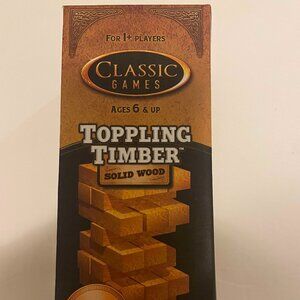 FOR 1+ PLAYERS
CLASSIC
GAMES
AGES 6 & UP
TOPPLING
TIMBER™
SOLID WOOD